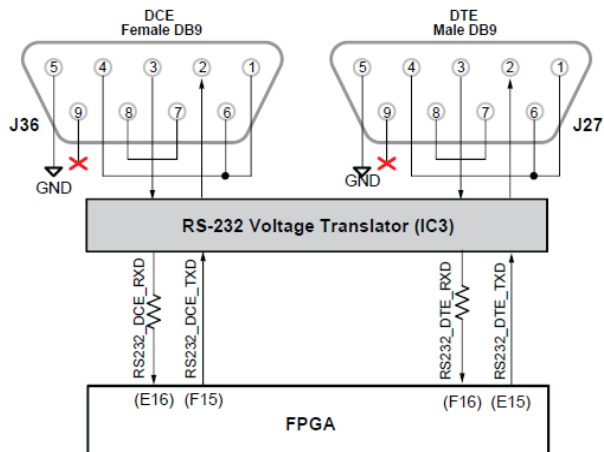 DCE
Female DB9
DTE
Male DB9
5 4 3 2 1
5 4 3 2 1
9 8 7 6
9 8 7 6
J36
J27
GND
GND
RS-232 Voltage Translator (IC3)
RS232_DCE_RXD
RS232_DCE_TXD
RS232_DTE_RXD
RS232_DTE_TXD
(E16) (F15)
(F16) (E15)
FPGA